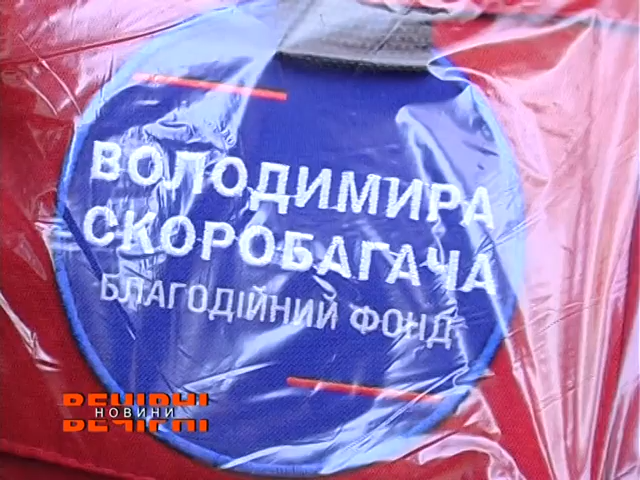 ВОЛОДИМИРА
СКОРОБАГАЧА
БЛАГОДІЙНИЙ ФОНД
ВЕЧІРНІ
НОВИНИ